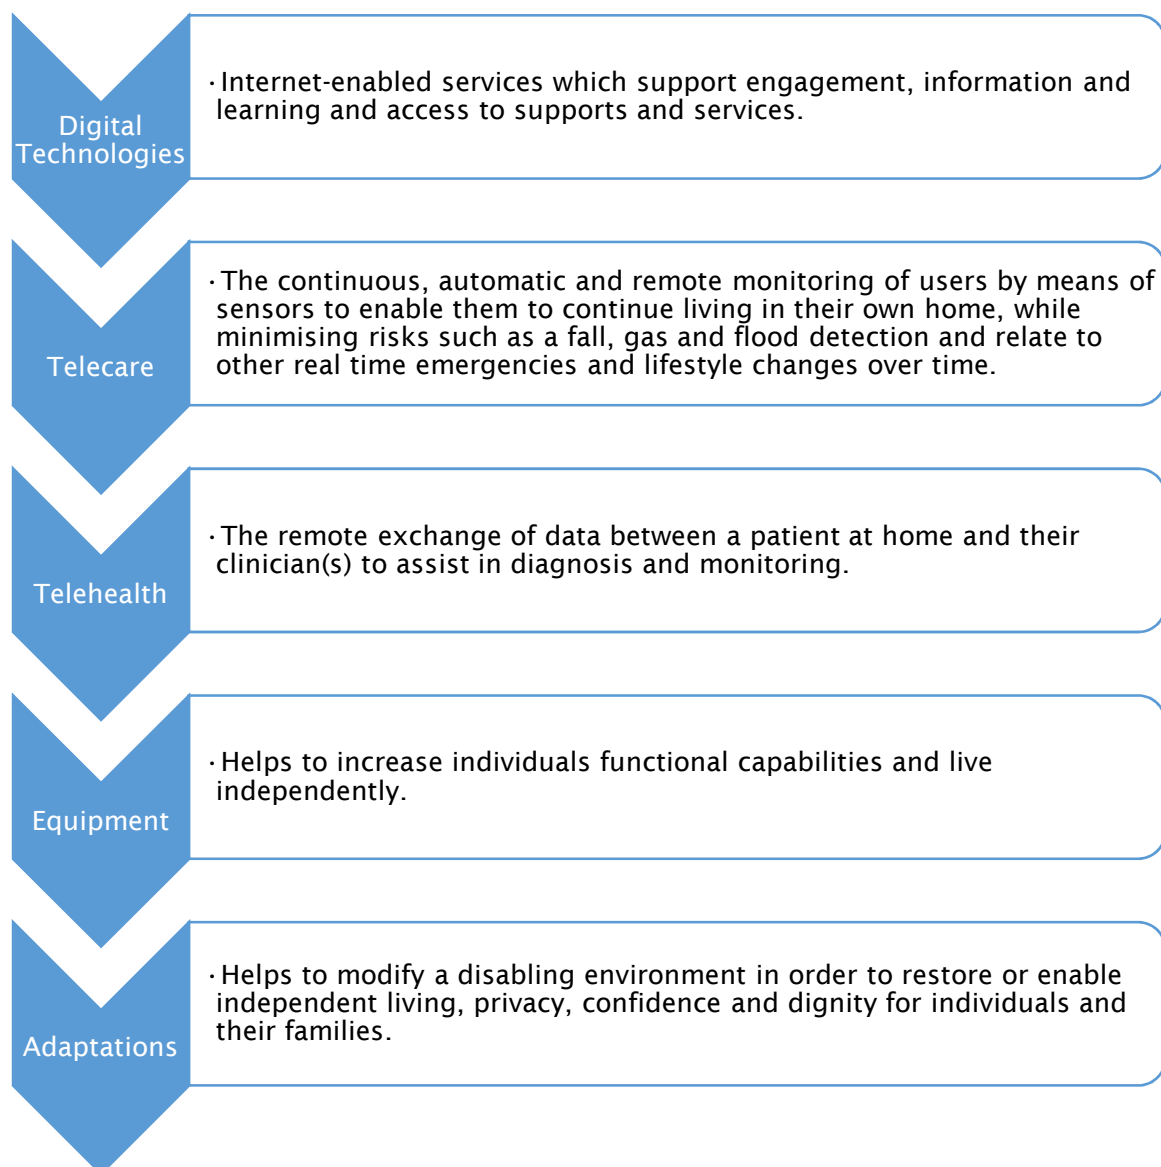 Digital
Technologies
·Internet-enabled services which support engagement, information and
learning and access to supports and services.
Telecare
·The continuous, automatic and remote monitoring of users by means of
sensors to enable them to continue living in their own home, while
minimising risks such as a fall, gas and flood detection and relate to
other real time emergencies and lifestyle changes over time.
Telehealth
·The remote exchange of data between a patient at home and their
clinician(s) to assist in diagnosis and monitoring.
Equipment
·Helps to increase individuals functional capabilities and live
independently.
Adaptations
·Helps to modify a disabling environment in order to restore or enable
independent living, privacy, confidence and dignity for individuals and
their families.